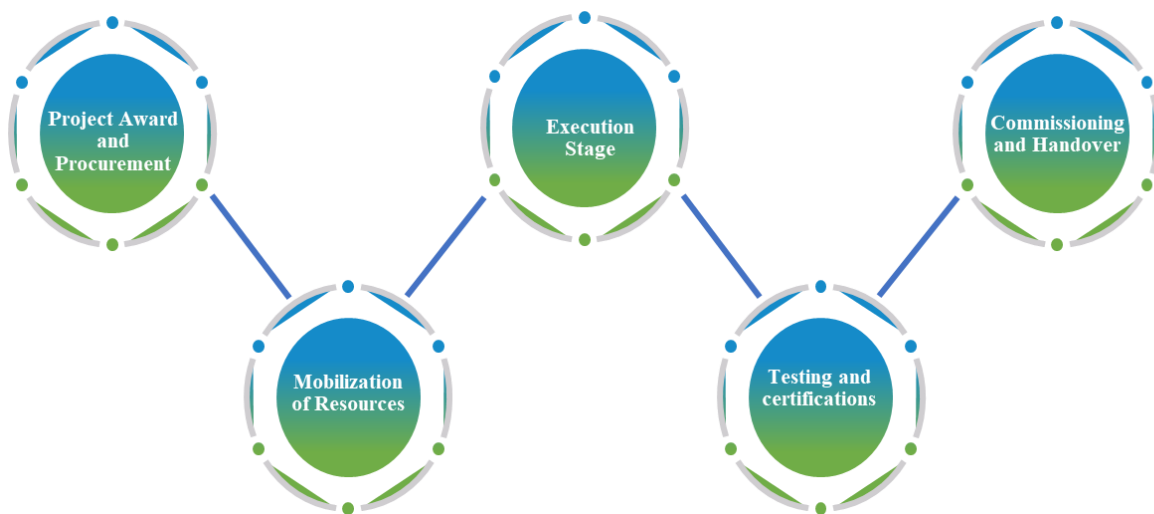 Project Award
and
Procurement
Mobilization
of Resources
Execution
Stage
Testing and
certifications
Commissioning
and Handover